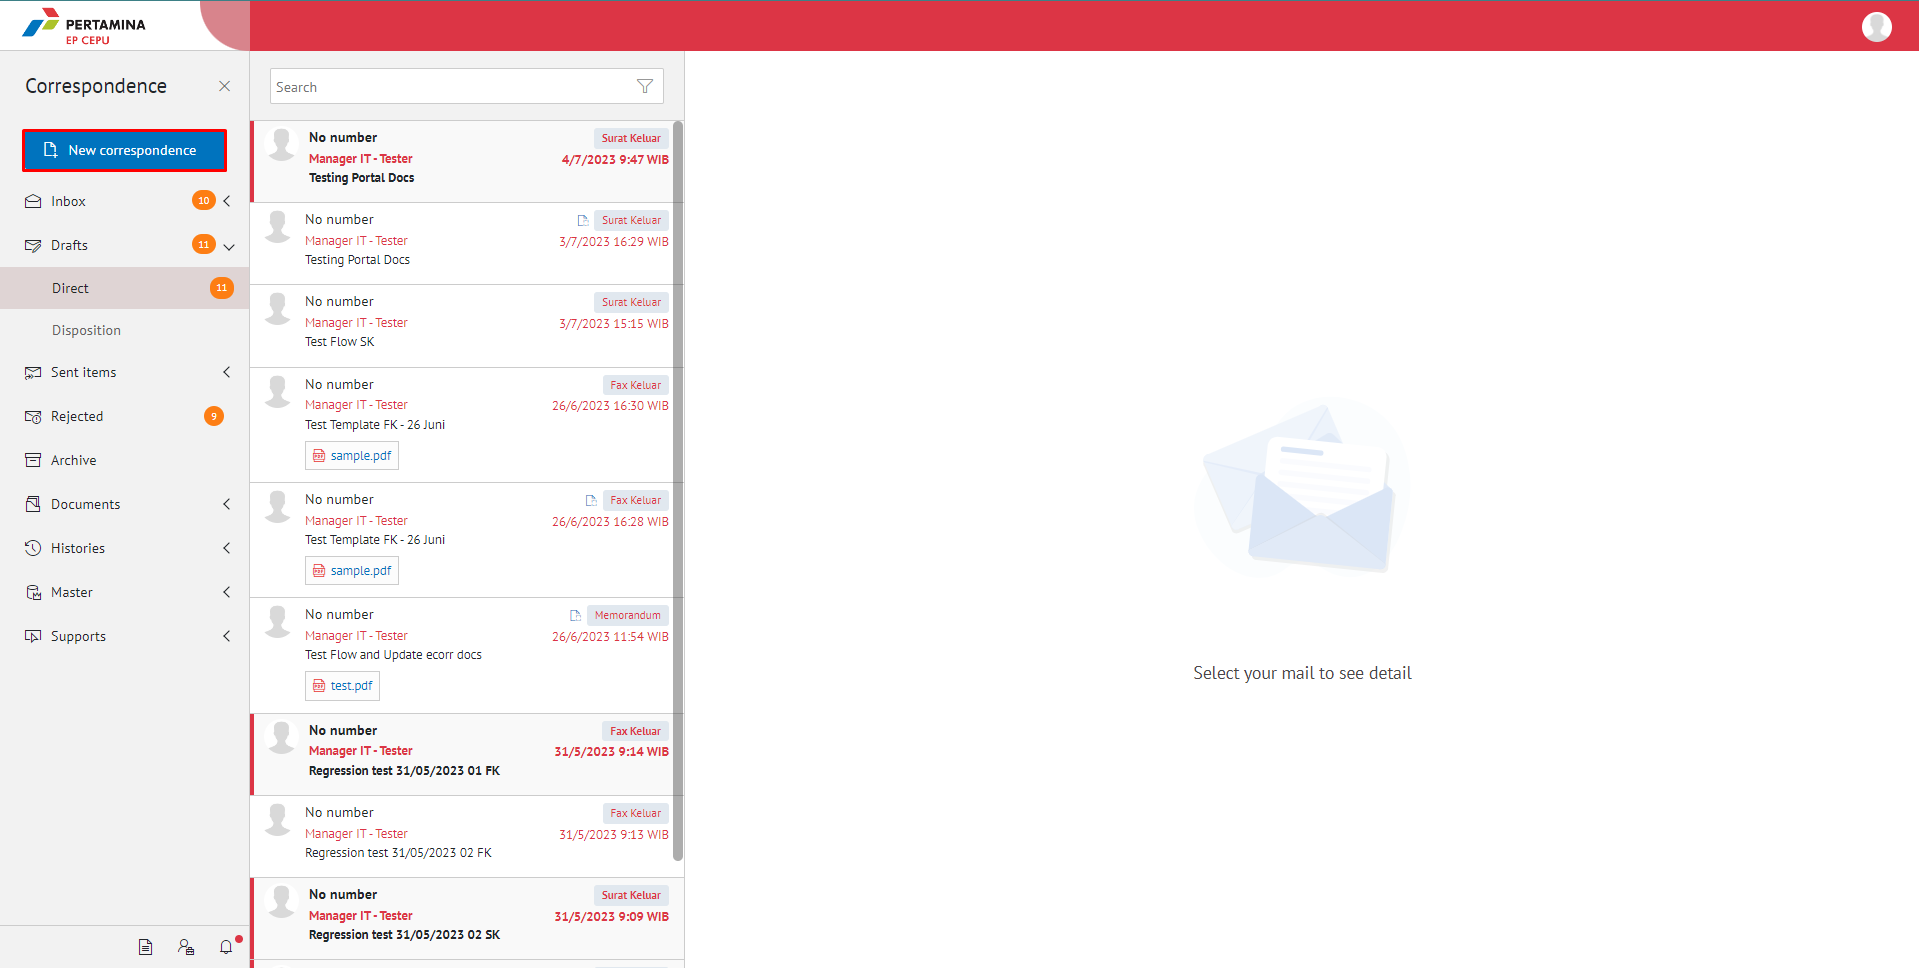 PERTAMINA
EP CEPU
Correspondence
New correspondence
Inbox 10
Drafts 11
Direct 11
Disposition
Sent items
Rejected 9
Archive
Documents
Histories
Master
Supports
Search
No number Surat Keluar
Manager IT - Tester 4/7/2023 9:47 WIB
Testing Portal Docs
No number Surat Keluar
Manager IT - Tester 3/7/2023 16:29 WIB
Testing Portal Docs
No number Surat Keluar
Manager IT - Tester 3/7/2023 15:15 WIB
Test Flow SK
No number Fax Keluar
Manager IT - Tester 26/6/2023 16:30 WIB
Test Template FK - 26 Juni
sample.pdf
No number Fax Keluar
Manager IT - Tester 26/6/2023 16:28 WIB
Test Template FK - 26 Juni
sample.pdf
No number Memorandum
Manager IT - Tester 26/6/2023 11:54 WIB
Test Flow and Update ecorr docs
test.pdf
No number Fax Keluar
Manager IT - Tester 31/5/2023 9:14 WIB
Regression test 31/05/2023 01 FK
No number Fax Keluar
Manager IT - Tester 31/5/2023 9:13 WIB
Regression test 31/05/2023 02 FK
No number Surat Keluar
Manager IT - Tester 31/5/2023 9:09 WIB
Regression test 31/05/2023 02 SK
Select your mail to see detail